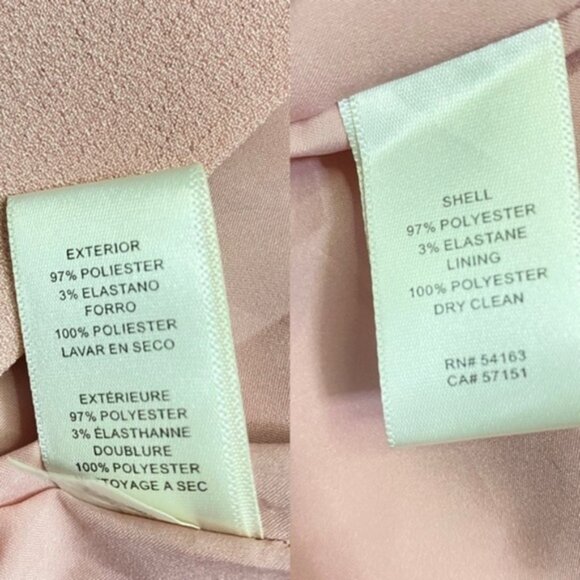 EXTERIOR
97% POLIESTER
3% ELASTANO
FORRO
100% POLIESTER
LAVAR EN SECO
EXTÉRIEURE
97% POLYESTER
3% ÉLASTHANNE
DOUBLURE
100% POLYESTER
A SEC
SHELL
97% POLYESTER
3% ELASTANE
LINING
100% POLYESTER
DRY CLEAN
RN# 54163
CA# 57151